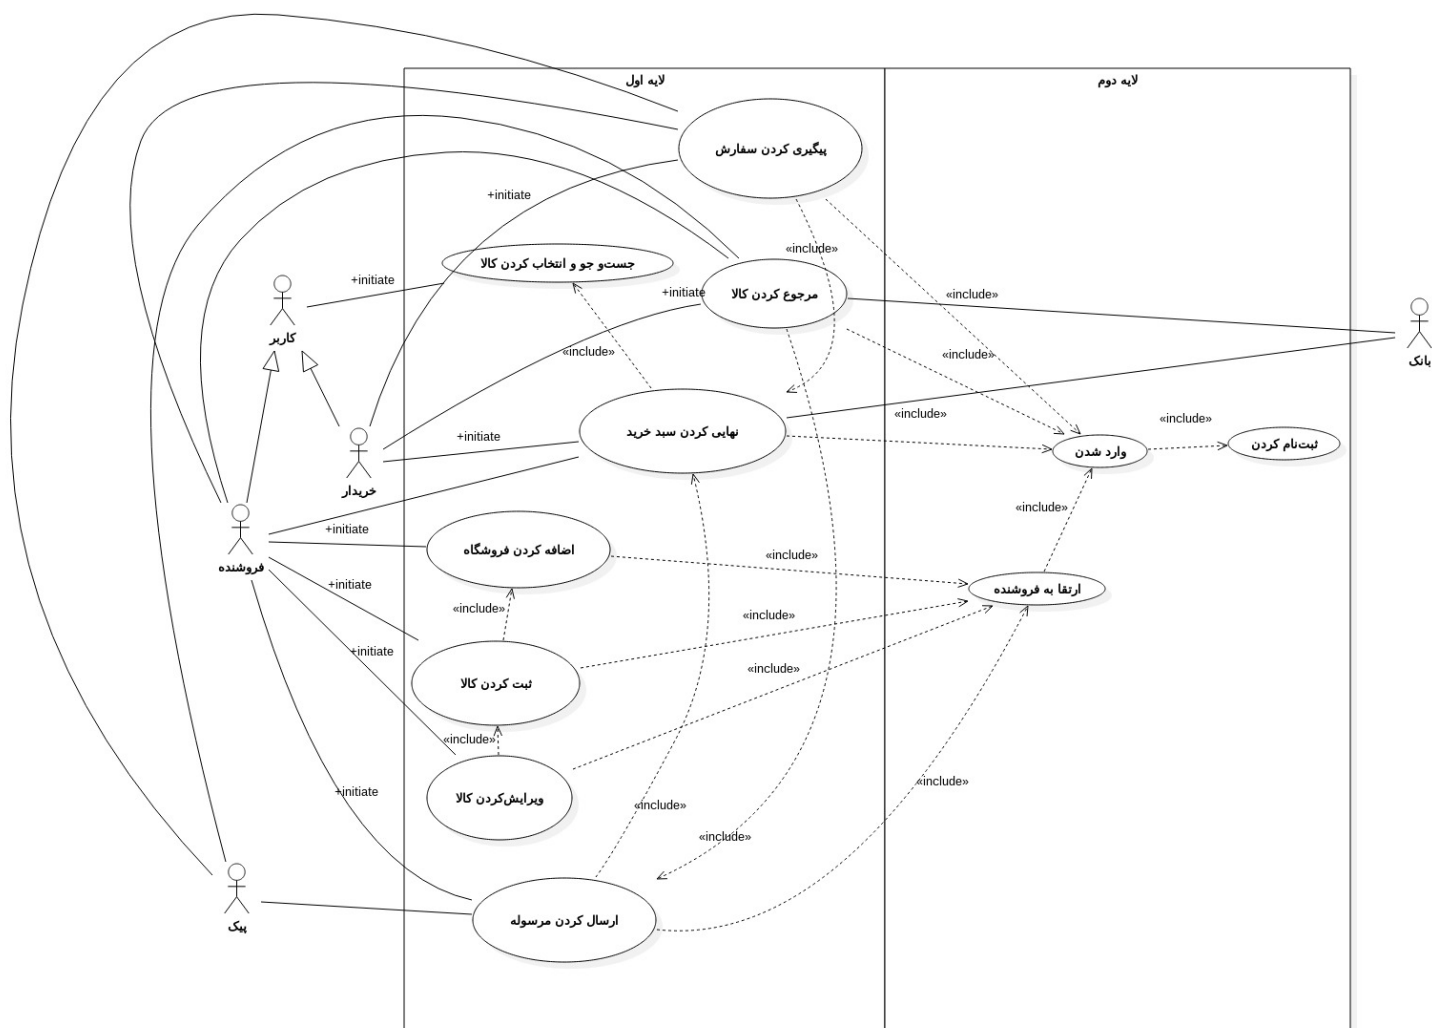 لایه اول
لایه دوم
پیگیری کردن سفارش
+initiate
«include»
جست‌و جو و انتخاب کردن کالا
+initiate
مرجوع کردن کالا
+initiate
«include»
کاربر
«include»
«include»
بانک
«include»
«include»
نهایی کردن سبد خرید
+initiate
وارد شدن
ثبت‌نام کردن
خریدار
«include»
+initiate
اضافه کردن فروشگاه
«include»
فروشنده
+initiate
ارتقا به فروشنده
«include»
«include»
+initiate
«include»
ثبت کردن کالا
«include»
«include»
+initiate
ویرایش‌کردن کالا
«include»
«include»
ارسال کردن مرسوله
پیک